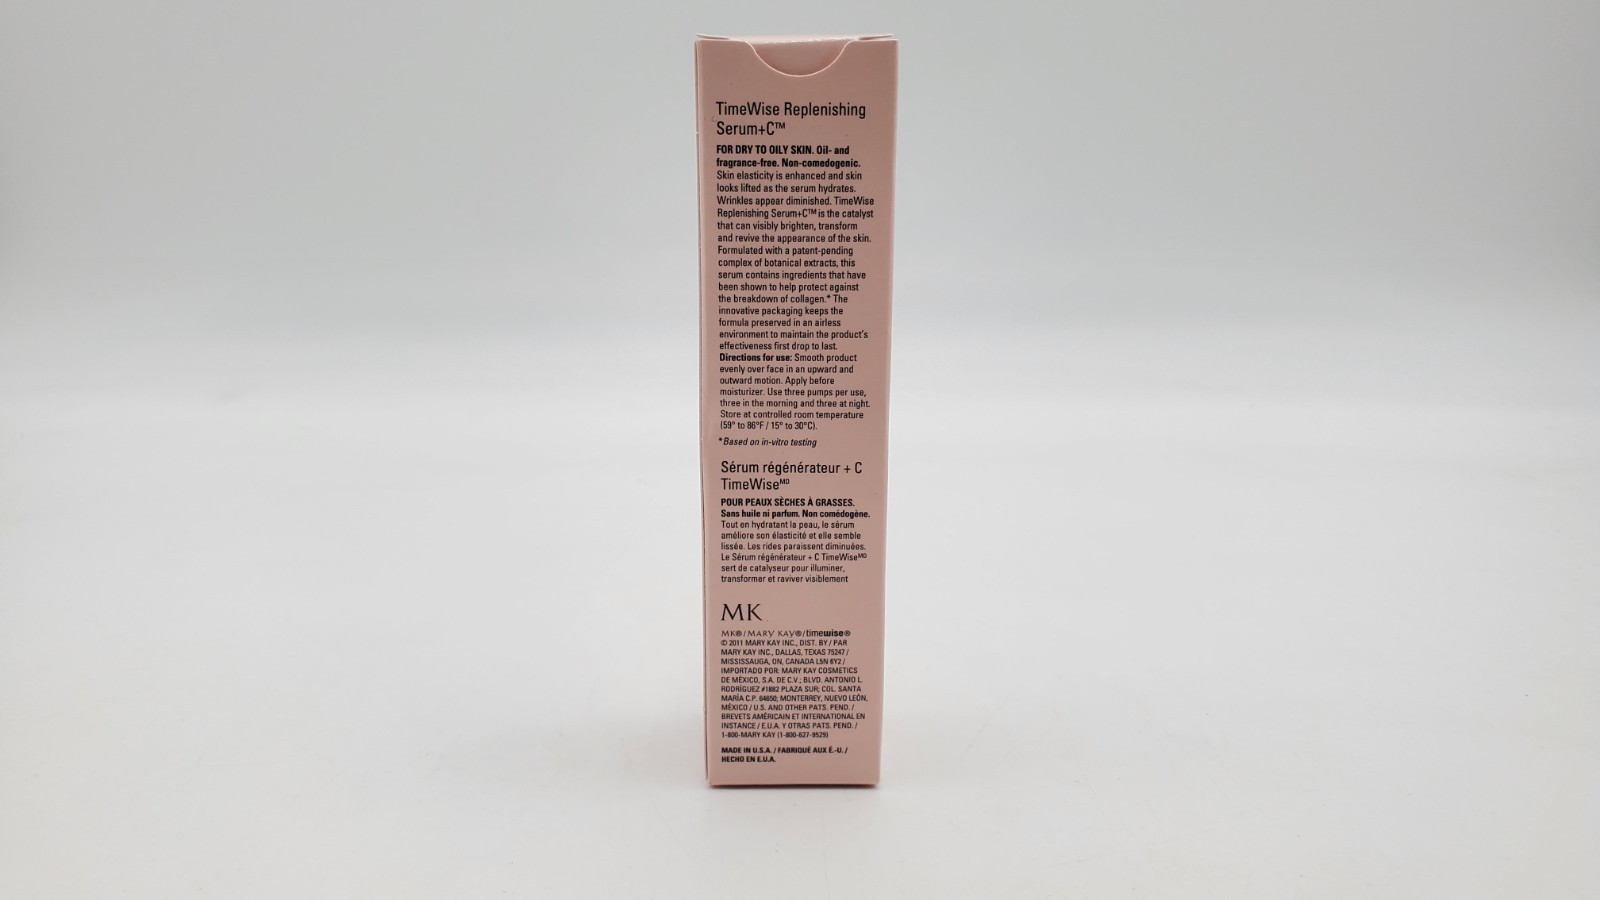 TimeWise Replenishing
Serum+C™
FOR DRY TO OILY SKIN. Oil- and
fragrance-free. Non-comedogenic.
Skin elasticity is enhanced and skin
looks lifted as the serum hydrates.
Wrinkles appear diminished. TimeWise
Replenishing Serum+C™ is the catalyst
that can visibly brighten, transform
and revive the appearance of the skin.
Formulated with a patent-pending
complex of botanical extracts, this
serum contains ingredients that have
been shown to help protect against
the breakdown of collagen.* The
innovative packaging keeps the
formula preserved in an airless
environment to maintain the product's
effectiveness first drop to last.
Directions for use: Smooth product
evenly over face in an upward and
outward motion. Apply before
moisturizer. Use three pumps per use,
three in the morning and three at night.
Store at controlled room temperature
(59° to 86°F / 15° to 30°C).
*Based on in-vitro testing
Sérum régénérateur + C
TimeWiseMD
POUR PEAUX SÈCHES À GRASSES.
Sans huile ni parfum. Non comédogène.
Tout en hydratant la peau, le sérum
améliore son élasticité et elle semble
lissée. Les rides paraissent diminuées.
Le Sérum régénérateur + C TimeWiseMD
sert de catalyseur pour illuminer,
transformer et raviver visiblement
MK
MK®/MARY KAY®/timewise®
© 2011 MARY KAY INC., DIST. BY / PAR
MARY KAY INC., DALLAS, TEXAS 75247 /
MISSISSAUGA, ON, CANADA L5N 6Y2 /
IMPORTADO POR: MARY KAY COSMETICS
DE MÉXICO, S.A. DE C.V.; BLVD. ANTONIO L.
RODRÍGUEZ #1882 PLAZA SUR; COL. SANTA
MARÍA C.P. 64650; MONTERREY, NUEVO LEÓN,
MÉXICO / U.S. AND OTHER PATS. PEND. /
BREVETS AMÉRICAIN ET INTERNATIONAL EN
INSTANCE / E.U.A. Y OTRAS PATS. PEND. /
1-800-MARY KAY (1-800-627-9529)
MADE IN U.S.A. / FABRIQUÉ AUX É.-U. /
HECHO EN E.U.A.